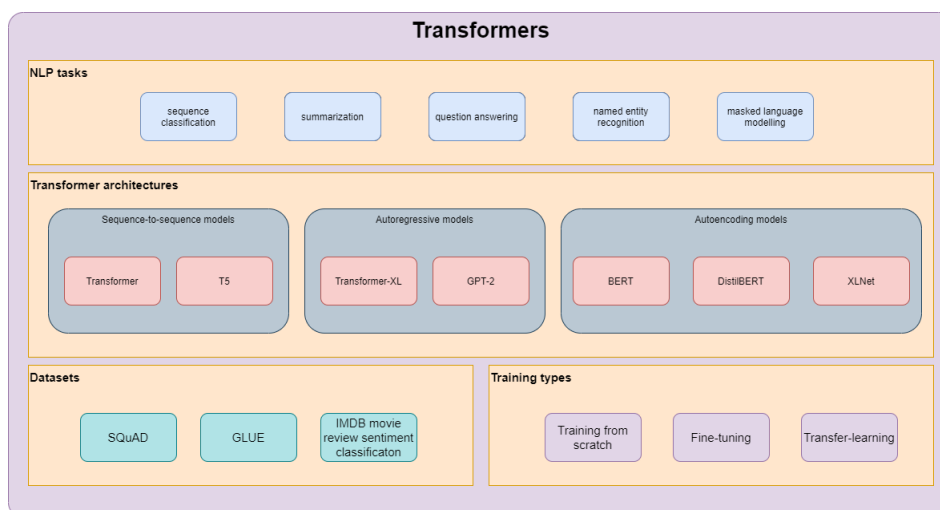 Transformers
NLP tasks
sequence
classification
summarization
question answering
named entity
recognition
masked language
modelling
Transformer architectures
Sequence-to-sequence models
Transformer
T5
Autoregressive models
Transformer-XL
GPT-2
Autoencoding models
BERT
DistilBERT
XLNet
Datasets
SQuAD
GLUE
IMDB movie
review sentiment
classificaton
Training types
Training from
scratch
Fine-tuning
Transfer-learning